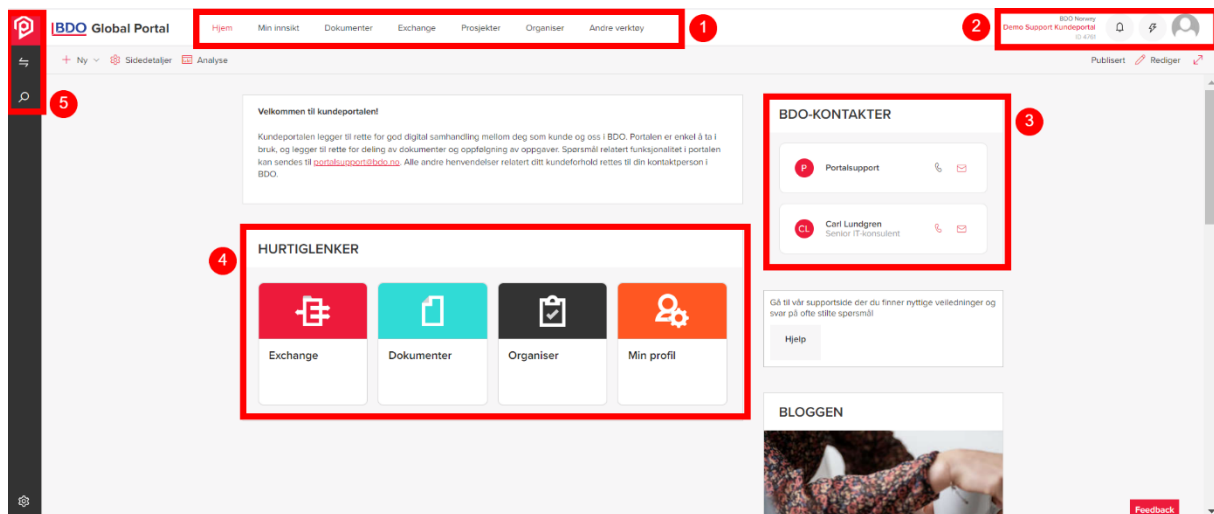 BDO Global Portal
Hjem Min innsikt Dokumenter Exchange Prosjekter Organiser Andre verktøy
1
2
BDO Norway
Demo Support Kundeportal
ID 4761
Ny Sidedetaljer Analyse
Publisert Rediger
5
Velkommen til kundeportalen!
Kundeportalen legger til rette for god digital samhandling mellom deg som kunde og oss i BDO. Portalen er enkel å ta i
bruk, og legger til rette for deling av dokumenter og oppfølgning av oppgaver. Spørsmål relatert funksjonalitet i portalen
kan sendes til portalsupport@bdo.no. Alle andre henvendelser relatert ditt kundeforhold rettes til din kontaktperson i
BDO.
BDO-KONTAKTER
3
P Portalsupport
CL Carl Lundgren
Senior IT-konsulent
4
HURTIGLENKER
Exchange Dokumenter Organiser Min profil
Gå til vår supportside der du finner nyttige veiledninger og
svar på ofte stilte spørsmål
Hjelp
BLOGGEN
Feedback